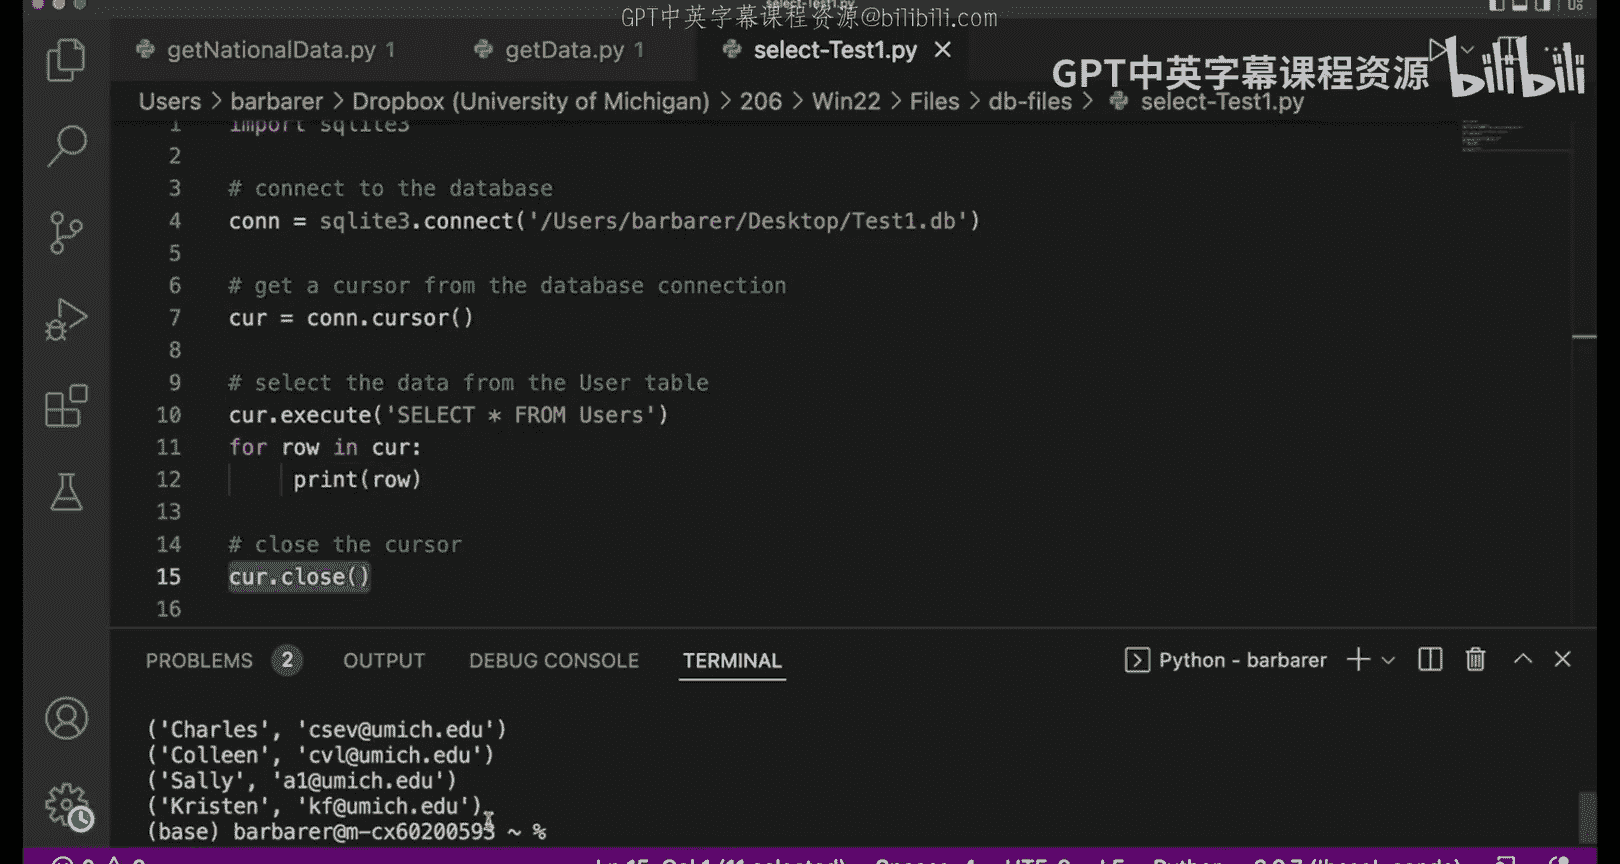 GPT中英字幕课程资源@bilibili.com
select-Test1.py
getNationalData.py 1
getData.py 1
select-Test1.py
GPT中英字幕课程资源 bilibili
Users > barbarer > Dropbox (University of Michigan) > 206 > Win22 > Files > db-files > select-Test1.py
1 import sqlite3
2
3 # connect to the database
4 conn = sqlite3.connect('/Users/barbarer/Desktop/Test1.db')
5
6 # get a cursor from the database connection
7 cur = conn.cursor()
8
9 # select the data from the User table
10 cur.execute('SELECT * FROM Users')
11 for row in cur:
12 print(row)
13
14 # close the cursor
15 cur.close()
16
PROBLEMS 2 OUTPUT DEBUG CONSOLE TERMINAL Python - barbarer
('Charles', 'csev@umich.edu')
('Colleen', 'cvl@umich.edu')
('Sally', 'a1@umich.edu')
('Kristen', 'kf@umich.edu')
(base) barbarer@m-cx60200593 ~ %